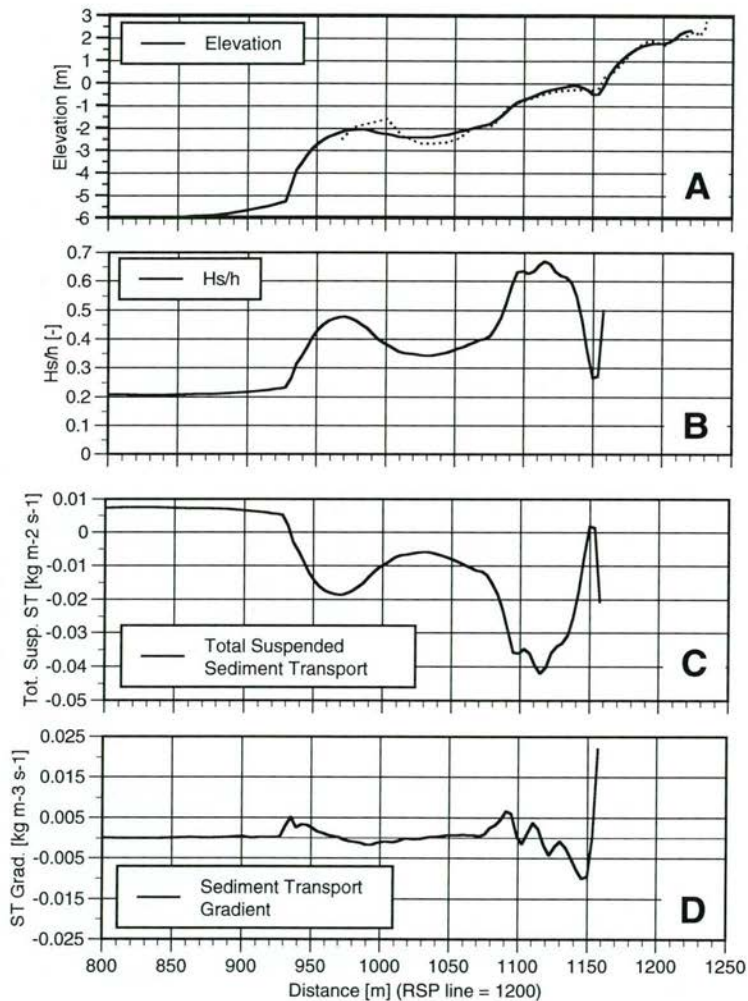 3
2
1
0
-1
-2
-3
-4
-5
-6
Elevation [m]
Elevation
A
0.7
0.6
0.5
0.4
0.3
0.2
0.1
0
Hs/h [-]
Hs/h
B
0.01
0
-0.01
-0.02
-0.03
-0.04
-0.05
Tot. Susp. ST [kg m-2 s-1]
Total Suspended
Sediment Transport
C
0.025
0.015
0.005
-0.005
-0.015
-0.025
ST Grad. [kg m-3 s-1]
Sediment Transport
Gradient
D
800 850 900 950 1000 1050 1100 1150 1200 1250
Distance [m] (RSP line = 1200)